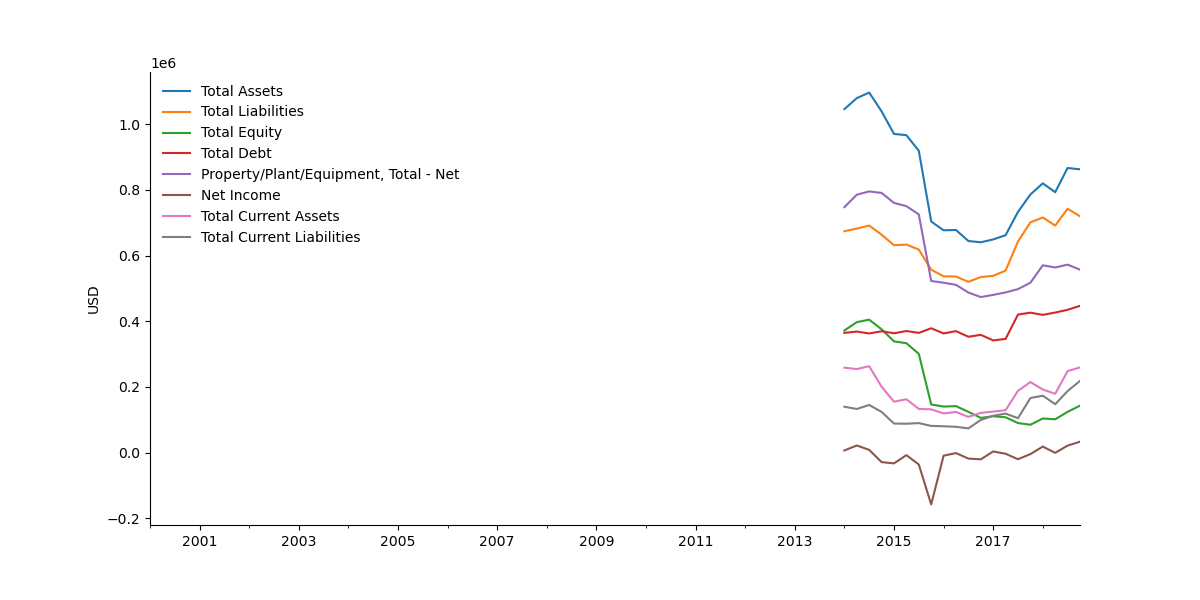 1e6
Total Assets
Total Liabilities
Total Equity
Total Debt
Property/Plant/Equipment, Total - Net
Net Income
Total Current Assets
Total Current Liabilities
1.0
0.8
0.6
0.4
0.2
0.0
−0.2
USD
2001 2003 2005 2007 2009 2011 2013 2015 2017